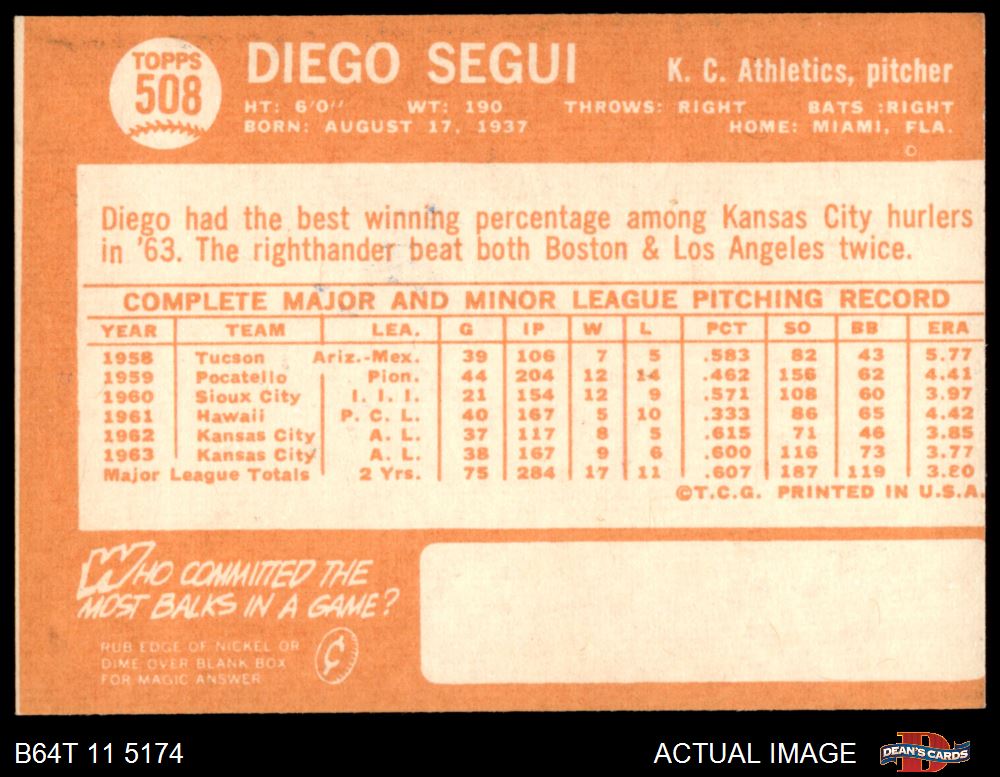 TOPPS
508
DIEGO SEGUI
K. C. Athletics, pitcher
HT: 6'0" WT: 190 THROWS: RIGHT BATS :RIGHT
BORN: AUGUST 17, 1937 HOME: MIAMI, FLA.
Diego had the best winning percentage among Kansas City hurlers
in '63. The righthander beat both Boston & Los Angeles twice.
COMPLETE MAJOR AND MINOR LEAGUE PITCHING RECORD
YEAR TEAM LEA. G IP W L PCT SO BB ERA
1958 Tucson Ariz.-Mex. 39 106 7 5 .583 82 43 5.77
1959 Pocatello Pion. 44 204 12 14 .462 156 62 4.41
1960 Sioux City I. I. I. 21 154 12 9 .571 108 60 3.97
1961 Hawaii P. C. L. 40 167 5 10 .333 86 65 4.42
1962 Kansas City A. L. 37 117 8 5 .615 71 46 3.85
1963 Kansas City A. L. 38 167 9 6 .600 116 73 3.77
Major League Totals 2 Yrs. 75 284 17 11 .607 187 119 3.80
©T.C.G. PRINTED IN U.S.A.
WHO COMMITTED THE
MOST BALKS IN A GAME?
RUB EDGE OF NICKEL OR
DIME OVER BLANK BOX
FOR MAGIC ANSWER
¢
B64T 11 5174
ACTUAL IMAGE
DEAN'S CARDS